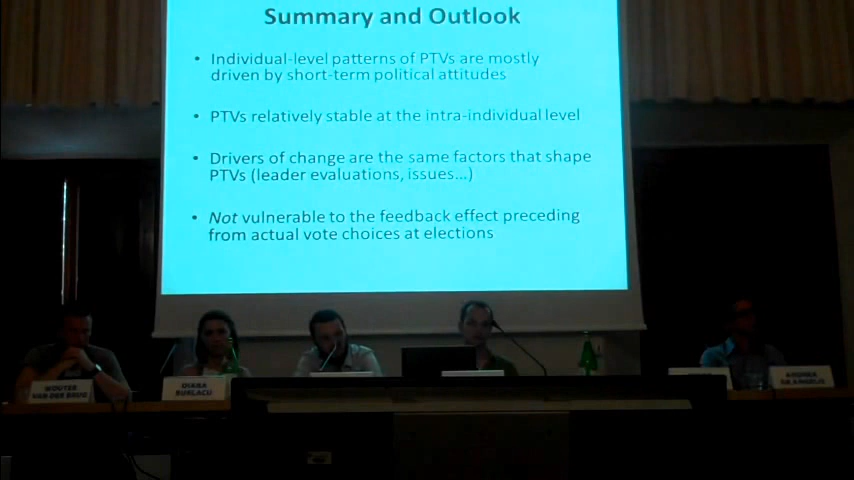 Summary and Outlook
• Individual-level patterns of PTVs are mostly
driven by short-term political attitudes
• PTVs relatively stable at the intra-individual level
• Drivers of change are the same factors that shape
PTVs (leader evaluations, issues...)
• Not vulnerable to the feedback effect preceding
from actual vote choices at elections
WOUTER
VAN DER BRUG
DIANA
BURLACU
DE ANGELIS